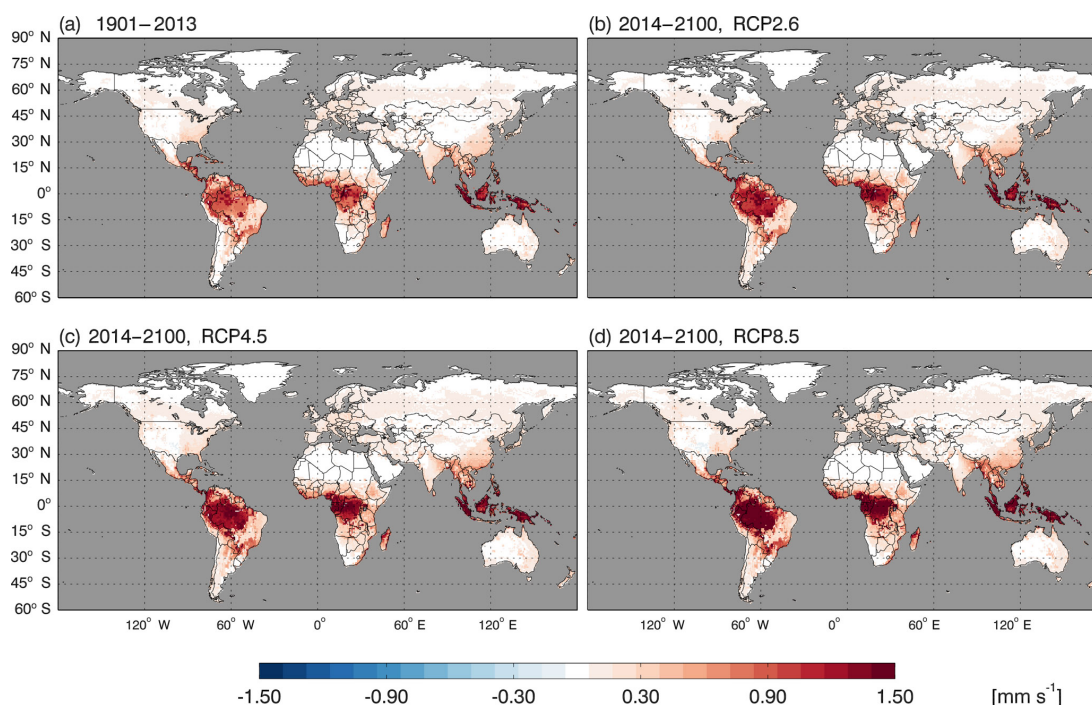 (a) 1901−2013
(b) 2014−2100, RCP2.6
90° N
75° N
60° N
45° N
30° N
15° N
0°
15° S
30° S
45° S
60° S
(c) 2014−2100, RCP4.5
(d) 2014−2100, RCP8.5
90° N
75° N
60° N
45° N
30° N
15° N
0°
15° S
30° S
45° S
60° S
120° W 60° W 0° 60° E 120° E
120° W 60° W 0° 60° E 120° E
-1.50 -0.90 -0.30 0.30 0.90 1.50 [mm s⁻¹]